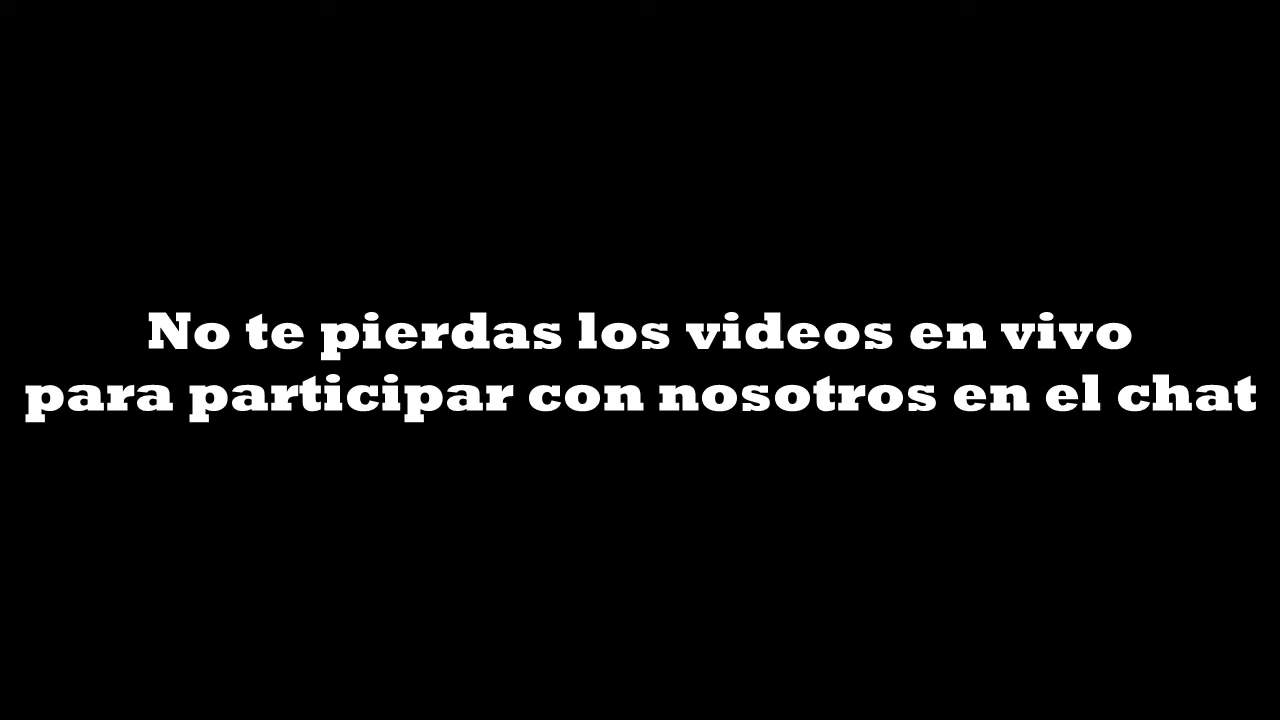 No te pierdas los videos en vivo
para participar con nosotros en el chat